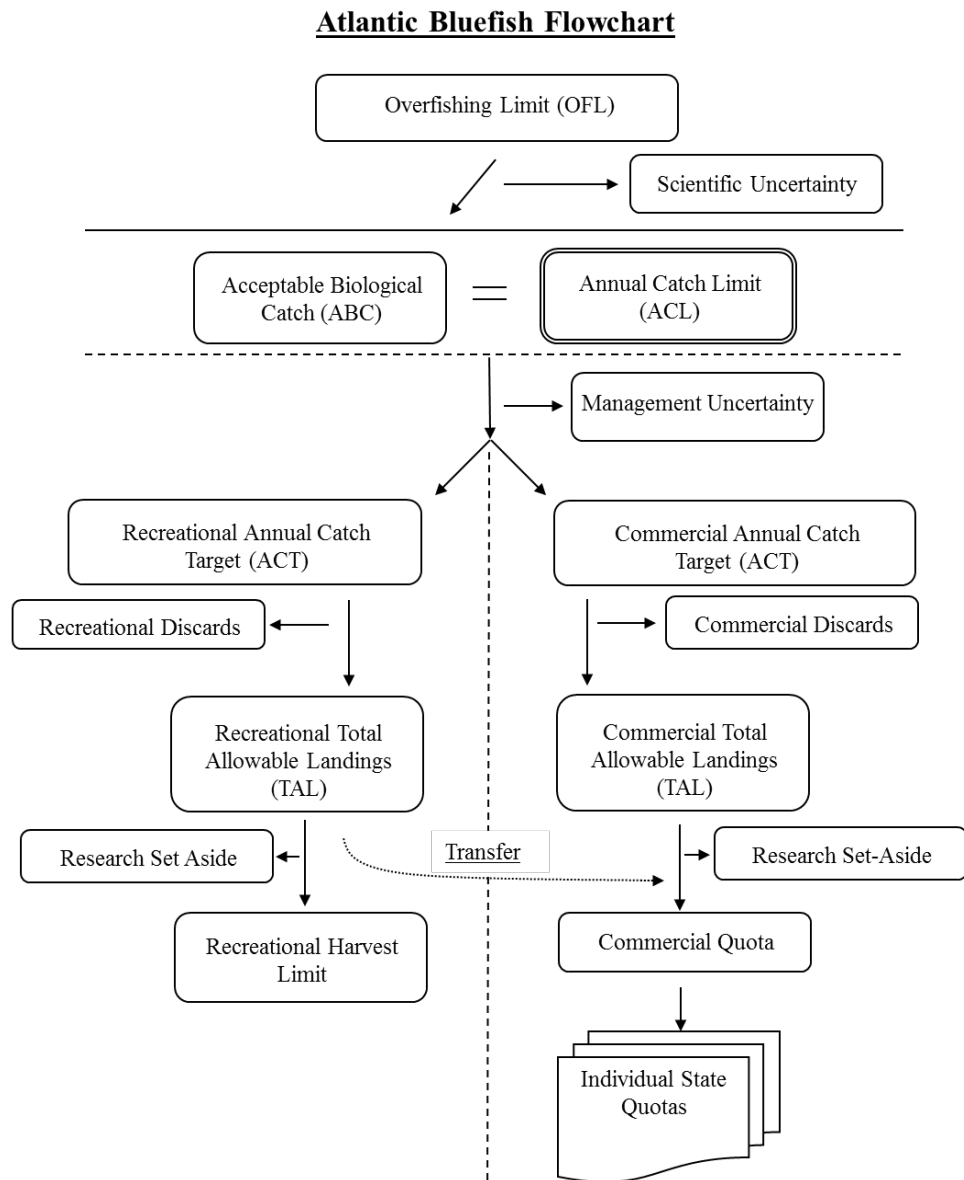 Atlantic Bluefish Flowchart
Overfishing Limit (OFL)
Scientific Uncertainty
Acceptable Biological
Catch (ABC)
=
Annual Catch Limit
(ACL)
Management Uncertainty
Recreational Annual Catch
Target (ACT)
Commercial Annual Catch
Target (ACT)
Recreational Discards
Commercial Discards
Recreational Total
Allowable Landings
(TAL)
Commercial Total
Allowable Landings
(TAL)
Research Set Aside
Transfer
Research Set-Aside
Recreational Harvest
Limit
Commercial Quota
Individual State
Quotas